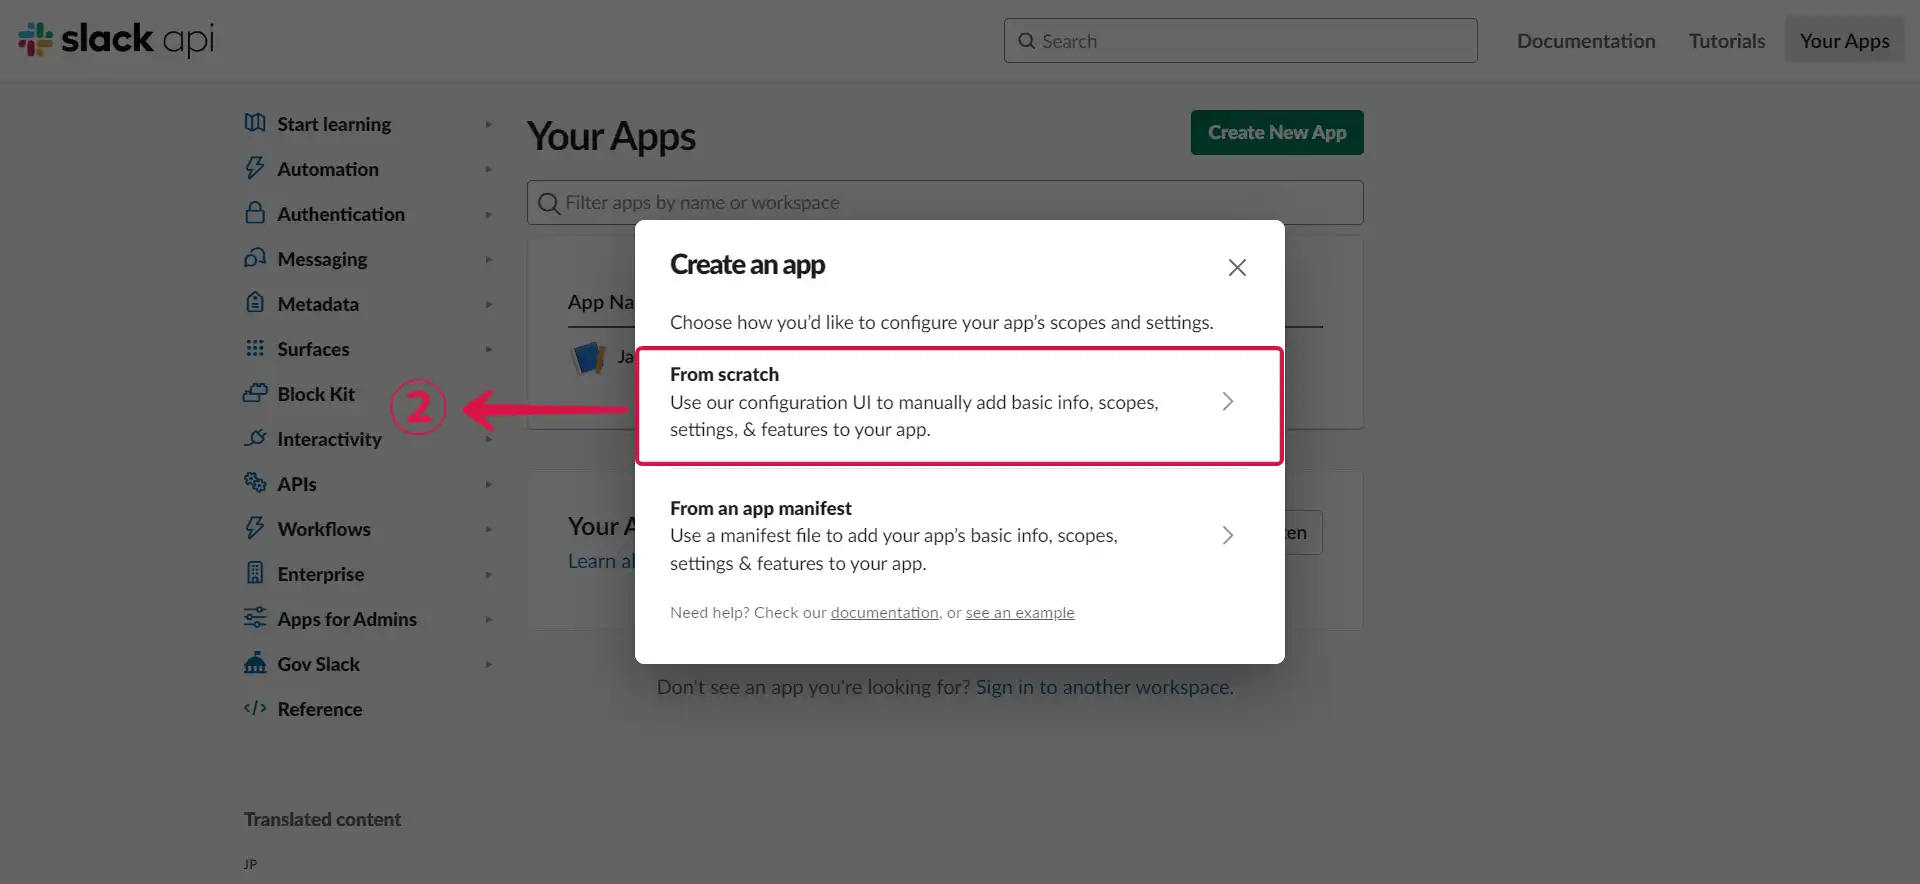 slack api
Search
Documentation
Tutorials
Your Apps
Start learning
Automation
Authentication
Messaging
Metadata
Surfaces
Block Kit
Interactivity
APIs
Workflows
Enterprise
Apps for Admins
Gov Slack
Reference
Translated content
JP
Your Apps
Create New App
Filter apps by name or workspace
App Na
Ja
Your A
Learn al
en
Create an app
Choose how you’d like to configure your app’s scopes and settings.
From scratch
Use our configuration UI to manually add basic info, scopes,
settings, & features to your app.
2
From an app manifest
Use a manifest file to add your app’s basic info, scopes,
settings & features to your app.
Need help? Check our documentation, or see an example
Don't see an app you're looking for? Sign in to another workspace.